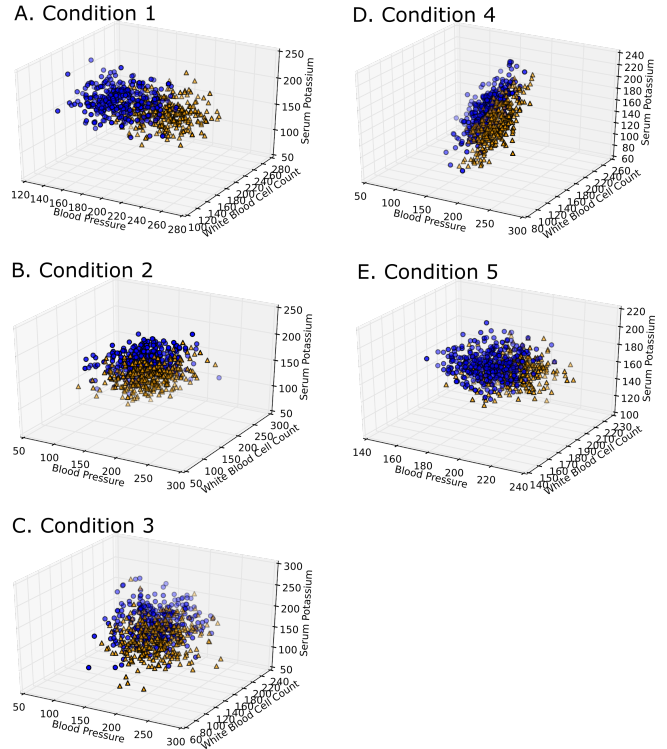 A. Condition 1
250
200
150
100
50
Serum Potassium
120 140 160 180 200 220 240 260 280
Blood Pressure
100 120 140 160 180 200 220 240 260 280
White Blood Cell Count
D. Condition 4
240
220
200
180
160
140
120
100
80
60
Serum Potassium
50 100 150 200 250 300
Blood Pressure
80 100 120 140 160 180 200 220 240 260
White Blood Cell Count
B. Condition 2
250
200
150
100
50
Serum Potassium
50 100 150 200 250 300
Blood Pressure
50 100 150 200 250 300
White Blood Cell Count
E. Condition 5
220
200
180
160
140
120
100
Serum Potassium
140 160 180 200 220 240
Blood Pressure
140 150 160 170 180 190 200 210 220 230
White Blood Cell Count
C. Condition 3
300
250
200
150
100
50
Serum Potassium
50 100 150 200 250 300
Blood Pressure
60 80 100 120 140 160 180 200 220 240
White Blood Cell Count